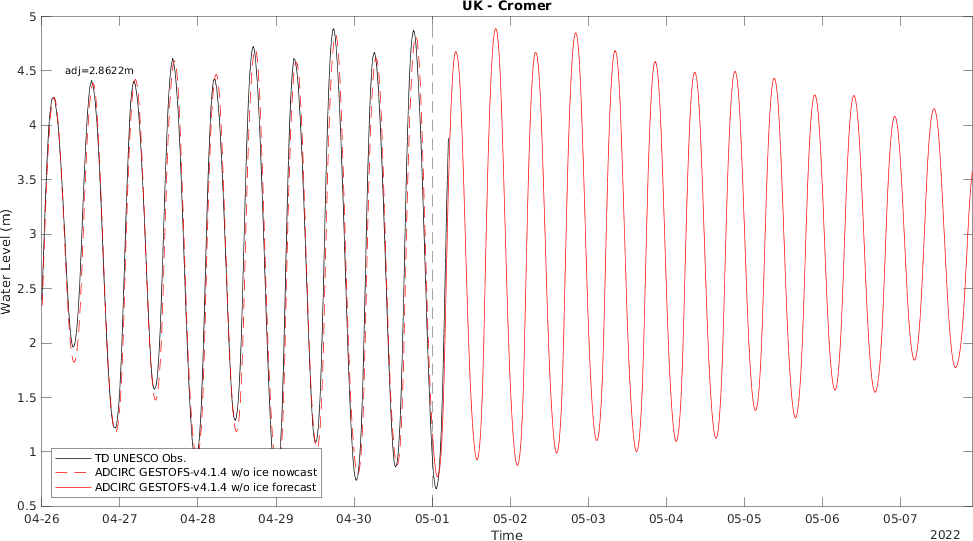 UK - Cromer
5
4.5
4
3.5
3
2.5
2
1.5
1
0.5
Water Level (m)
adj=2.8622m
TD UNESCO Obs.
ADCIRC GESTOFS-v4.1.4 w/o ice nowcast
ADCIRC GESTOFS-v4.1.4 w/o ice forecast
04-26 04-27 04-28 04-29 04-30 05-01 05-02 05-03 05-04 05-05 05-06 05-07
Time
2022